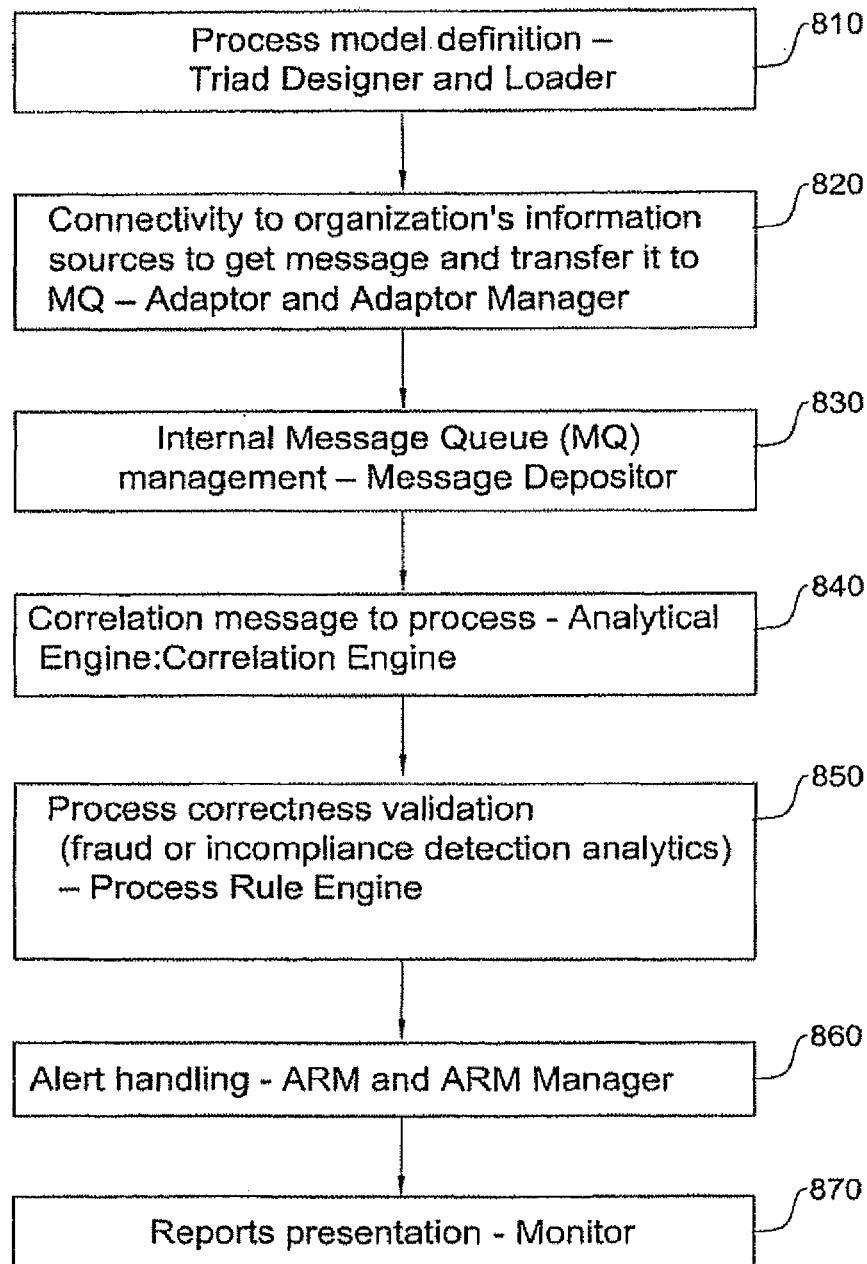 Process model definition –
Triad Designer and Loader
810
Connectivity to organization's information
sources to get message and transfer it to
MQ – Adaptor and Adaptor Manager
820
Internal Message Queue (MQ)
management – Message Depositor
830
Correlation message to process - Analytical
Engine:Correlation Engine
840
Process correctness validation
(fraud or incompliance detection analytics)
– Process Rule Engine
850
Alert handling - ARM and ARM Manager
860
Reports presentation - Monitor
870